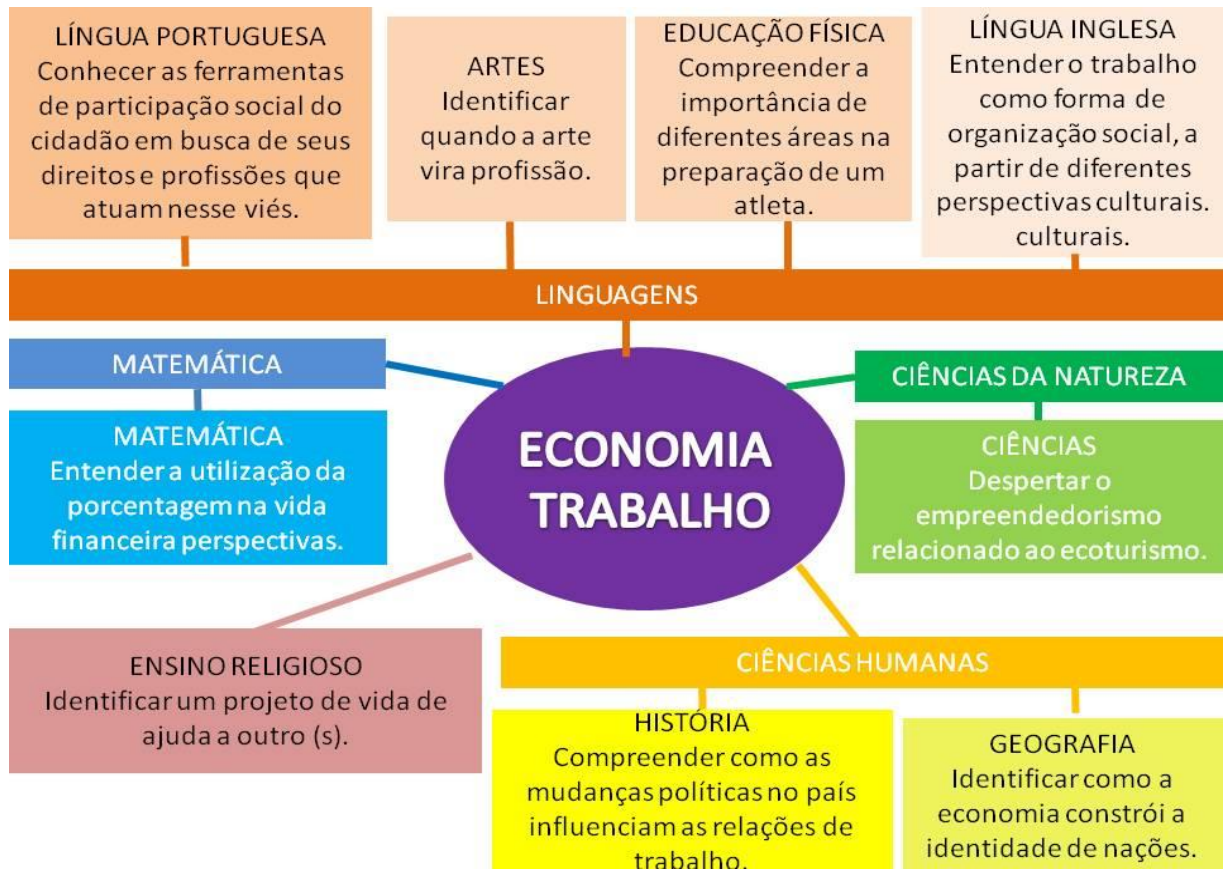 LÍNGUA PORTUGUESA
Conhecer as ferramentas
de participação social do
cidadão em busca de seus
direitos e profissões que
atuam nesse viés.
ARTES
Identificar
quando a arte
vira profissão.
EDUCAÇÃO FÍSICA
Compreender a
importância de
diferentes áreas na
preparação de um
atleta.
LÍNGUA INGLESA
Entender o trabalho
como forma de
organização social, a
partir de diferentes
perspectivas culturais.
culturais.
LINGUAGENS
MATEMÁTICA
MATEMÁTICA
Entender a utilização da
porcentagem na vida
financeira perspectivas.
ECONOMIA
TRABALHO
CIÊNCIAS DA NATUREZA
CIÊNCIAS
Despertar o
empreendedorismo
relacionado ao ecoturismo.
ENSINO RELIGIOSO
Identificar um projeto de vida de
ajuda a outro (s).
CIÊNCIAS HUMANAS
HISTÓRIA
Compreender como as
mudanças políticas no país
influenciam as relações de
trabalho.
GEOGRAFIA
Identificar como a
economia constrói a
identidade de nações.